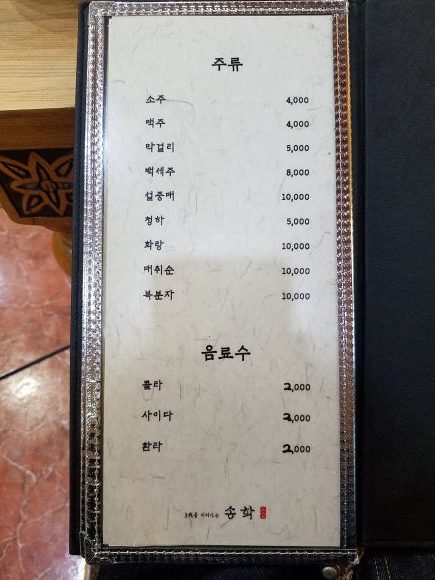 주류
소주 4,000
맥주 4,000
막걸리 5,000
백세주 8,000
설중매 10,000
청하 5,000
화랑 10,000
매취순 10,000
복분자 10,000
음료수
콜라 2,000
사이다 2,000
환타 2,000
송학